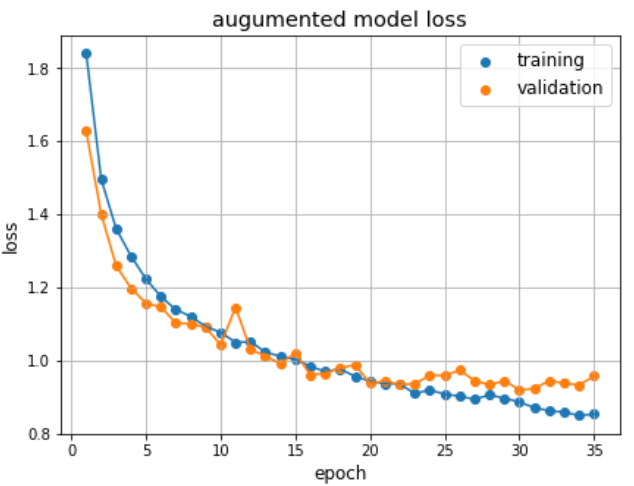 augumented model loss
training
validation
1.8
1.6
1.4
1.2
1.0
0.8
loss
0 5 10 15 20 25 30 35
epoch